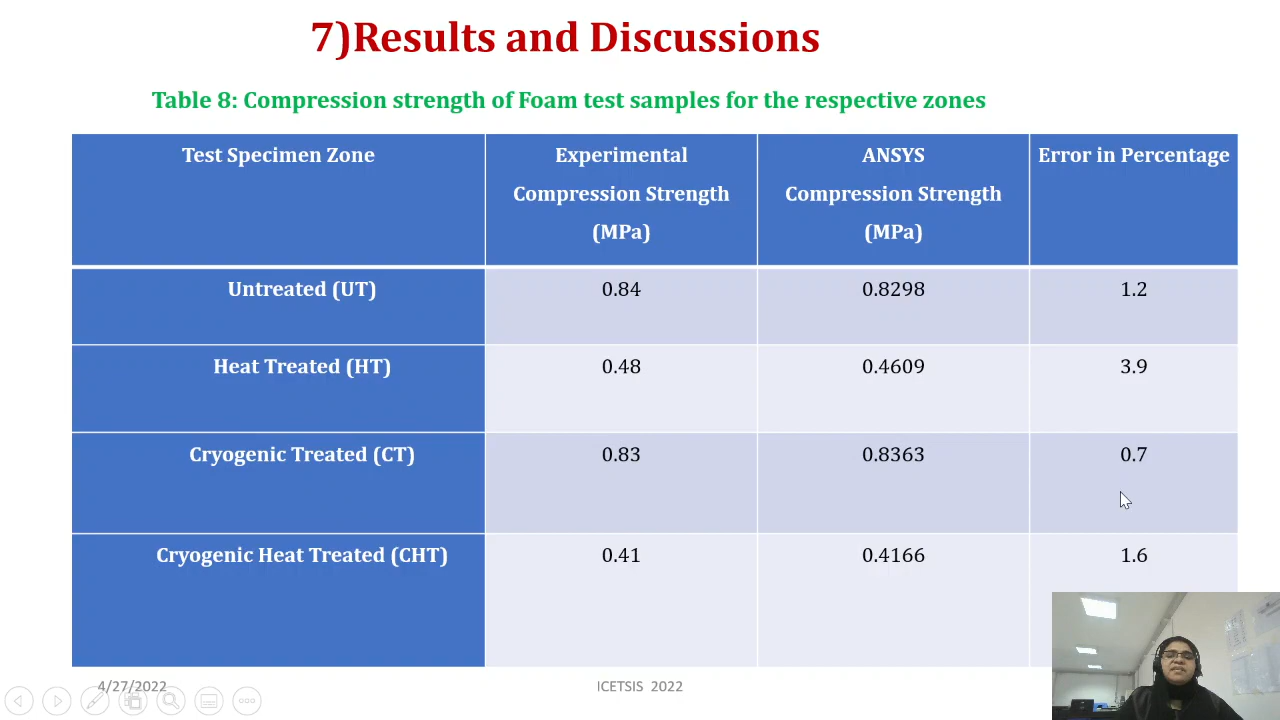 7)Results and Discussions
Table 8: Compression strength of Foam test samples for the respective zones
Test Specimen Zone
Experimental
Compression Strength
(MPa)
ANSYS
Compression Strength
(MPa)
Error in Percentage
Untreated (UT)
0.84
0.8298
1.2
Heat Treated (HT)
0.48
0.4609
3.9
Cryogenic Treated (CT)
0.83
0.8363
0.7
Cryogenic Heat Treated (CHT)
0.41
0.4166
1.6
4/27/2022
ICETSIS 2022